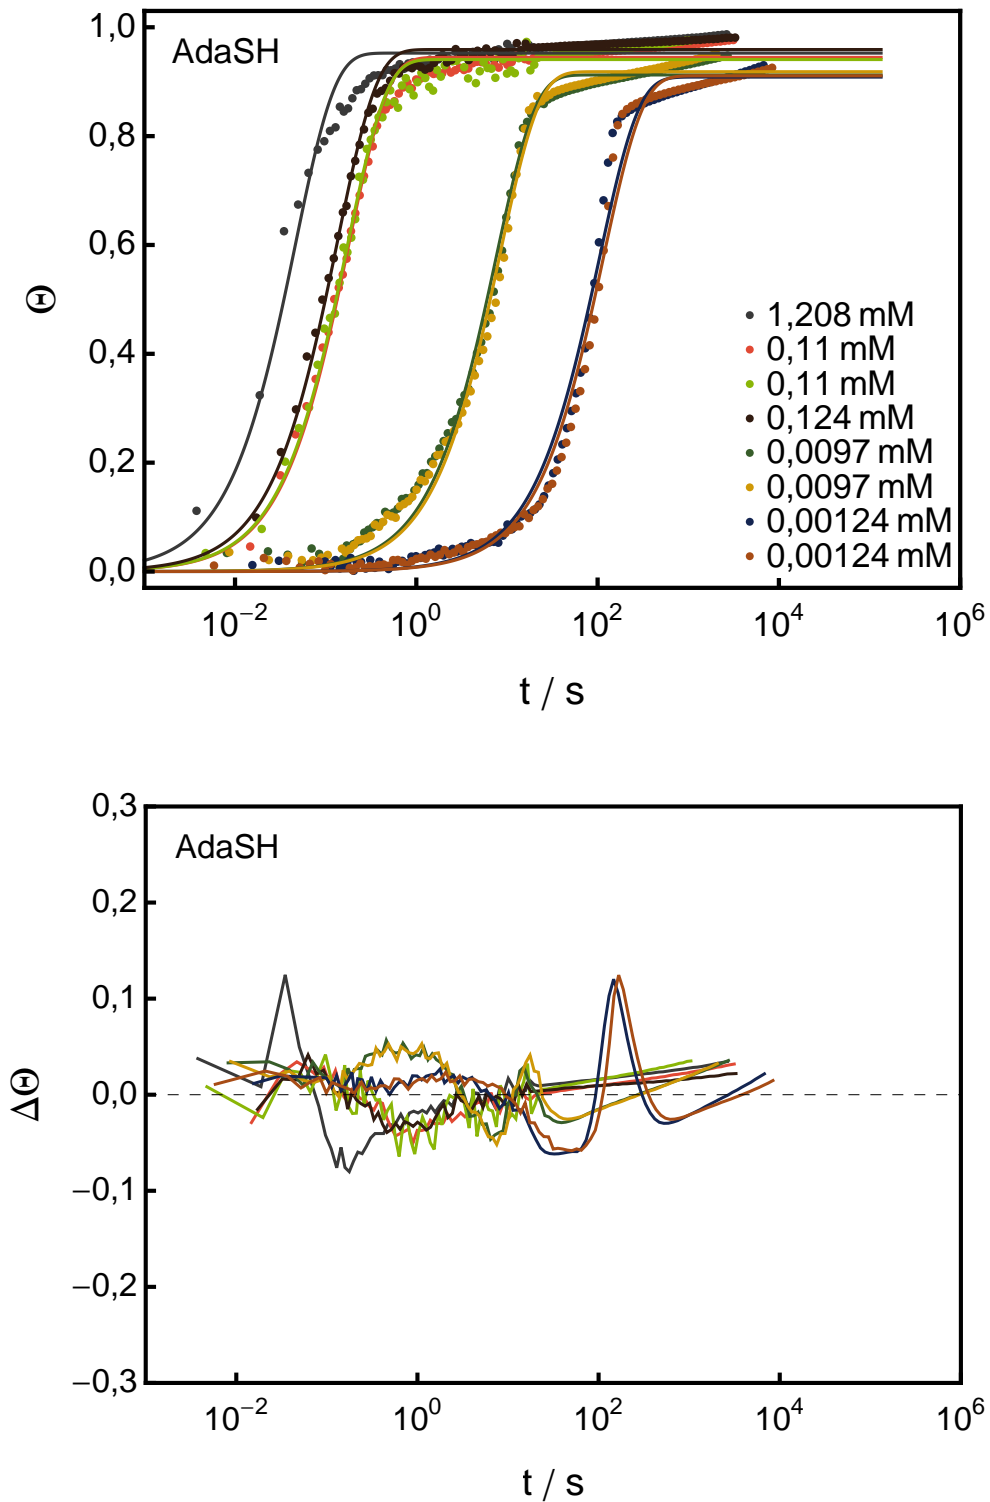 1,0
AdaSH
0,8
0,6
Θ
0,4
0,2
0,0
1,208 mM
0,11 mM
0,11 mM
0,124 mM
0,0097 mM
0,0097 mM
0,00124 mM
0,00124 mM
10⁻² 10⁰ 10² 10⁴ 10⁶
t / s
0,3
AdaSH
0,2
0,1
ΔΘ
0,0
−0,1
−0,2
−0,3
10⁻² 10⁰ 10² 10⁴ 10⁶
t / s